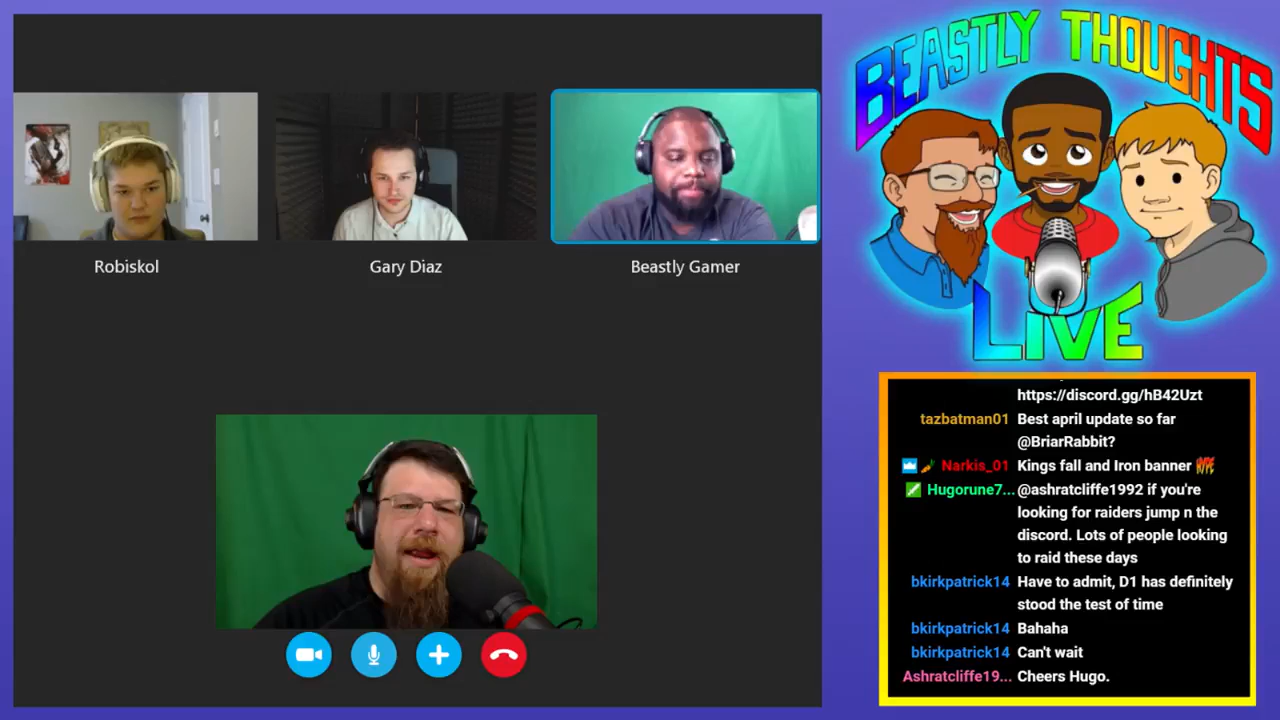 Robiskol
Gary Diaz
Beastly Gamer
BEASTLY THOUGHTS
LIVE
https://discord.gg/hB42Uzt
tazbatman01 Best april update so far
@BriarRabbit?
Narkis_01 Kings fall and Iron banner HYPE
Hugorune7... @ashratcliffe1992 if you're
looking for raiders jump n the
discord. Lots of people looking
to raid these days
bkirkpatrick14 Have to admit, D1 has definitely
stood the test of time
bkirkpatrick14 Bahaha
bkirkpatrick14 Can't wait
Ashratcliffe19... Cheers Hugo.